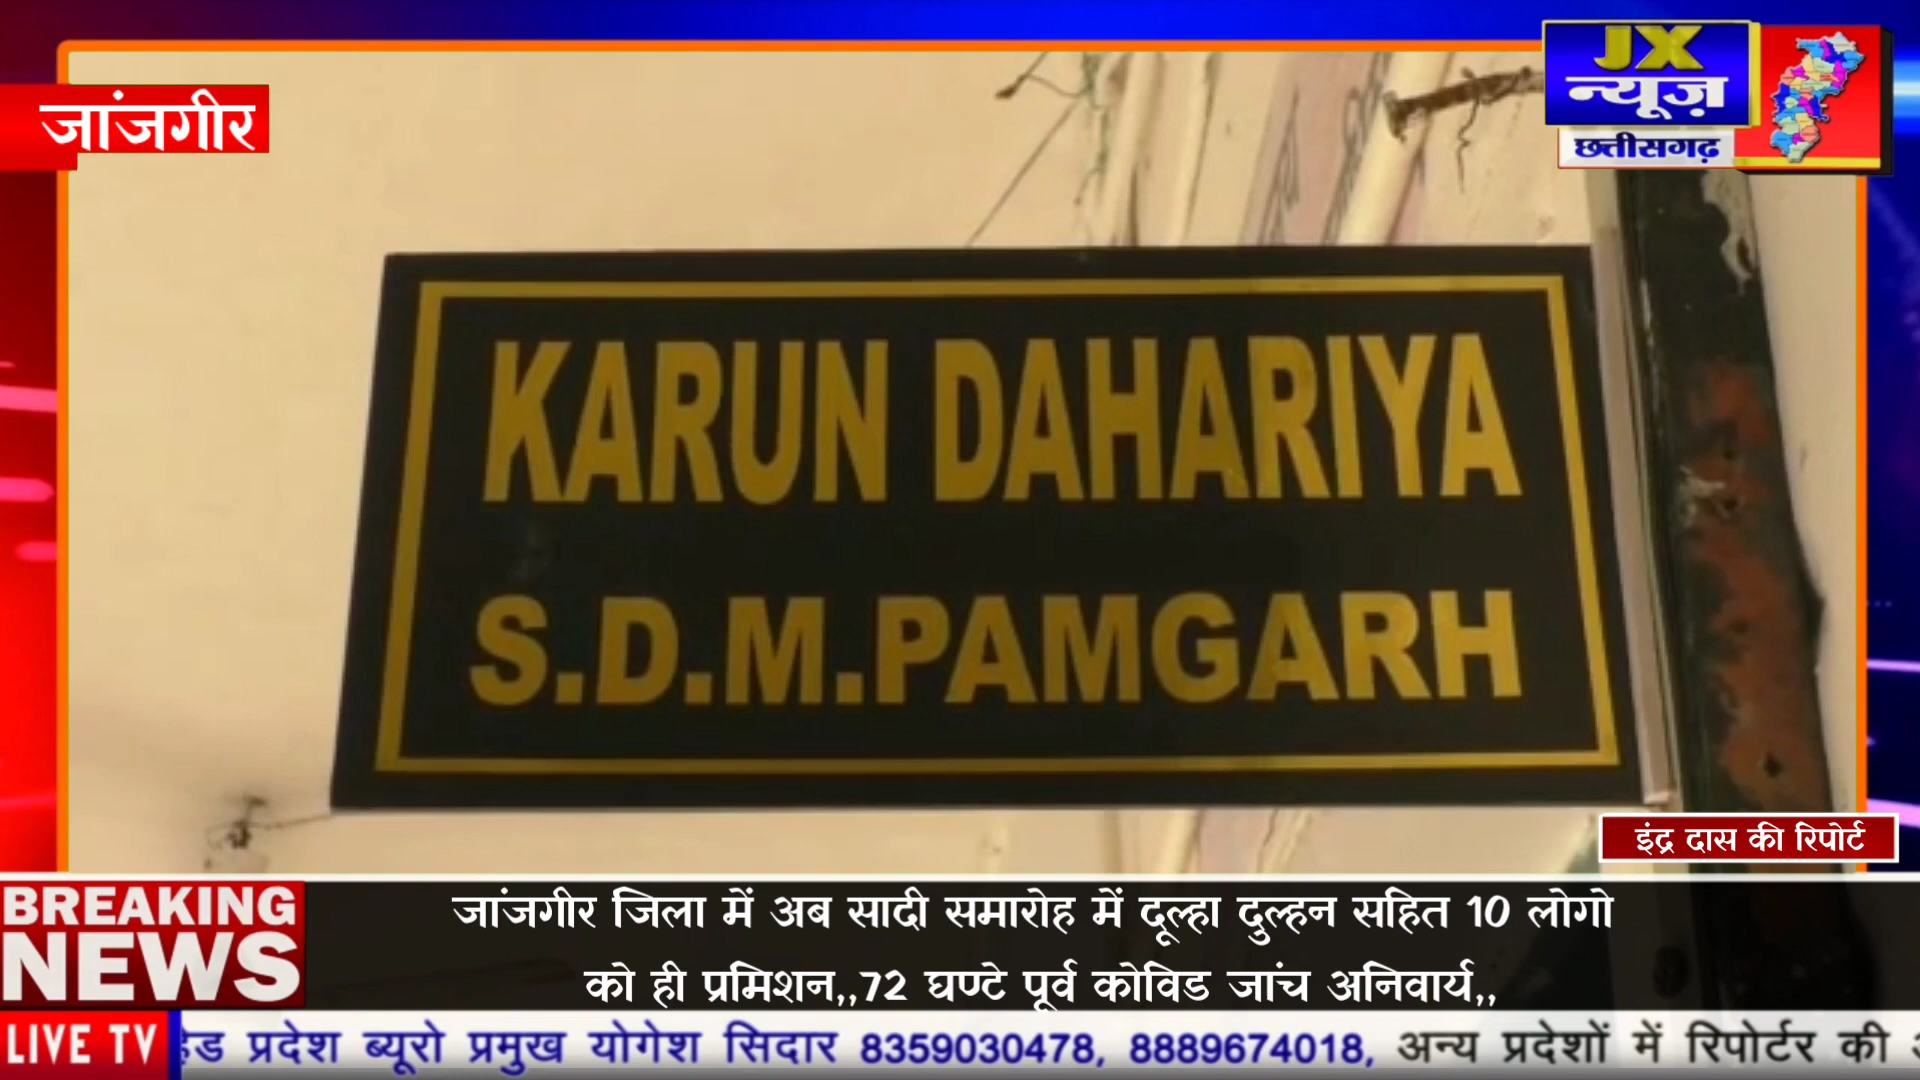 JX
न्यूज़
छत्तीसगढ़
जांजगीर
KARUN DAHARIYA
S.D.M.PAMGARH
इंद्र दास की रिपोर्ट
BREAKING
NEWS
जांजगीर जिला में अब सादी समारोह में दूल्हा दुल्हन सहित 10 लोगो
को ही प्रमिशन,,72 घण्टे पूर्व कोविड जांच अनिवार्य,,
LIVE TV
प्रदेश ब्यूरो प्रमुख योगेश सिदार 8359030478, 8889674018, अन्य प्रदेशों में रिपोर्टर की